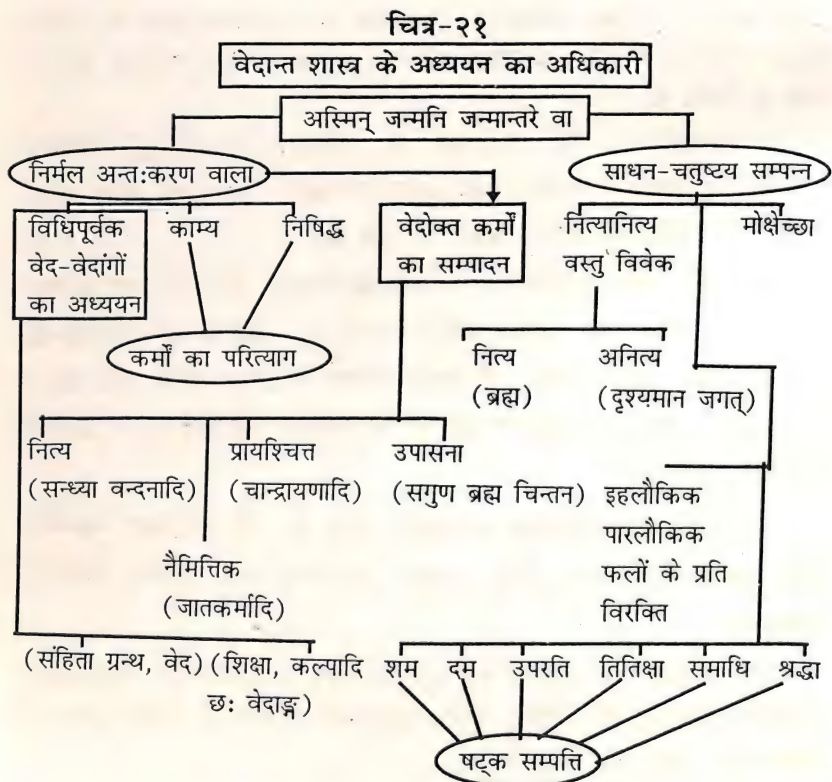 चित्र-२१
वेदान्त शास्त्र के अध्ययन का अधिकारी
अस्मिन् जन्मनि जन्मान्तरे वा
निर्मल अन्त:करण वाला
साधन-चतुष्टय सम्पन्न
विधिपूर्वक
वेद-वेदांगों
का अध्ययन
काम्य
निषिद्ध
कर्मों का परित्याग
वेदोक्त कर्मों
का सम्पादन
नित्यानित्य
वस्तु विवेक
मोक्षेच्छा
नित्य
(ब्रह्म)
अनित्य
(दृश्यमान जगत्)
नित्य
(सन्ध्या वन्दनादि)
प्रायश्चित्त
(चान्द्रायणादि)
उपासना
(सगुण ब्रह्म चिन्तन)
इहलौकिक
पारलौकिक
फलों के प्रति
विरक्ति
नैमित्तिक
(जातकर्मादि)
(संहिता ग्रन्थ, वेद)
(शिक्षा, कल्पादि
छ: वेदाङ्ग)
शम
दम
उपरति
तितिक्षा
समाधि
श्रद्धा
षट्क सम्पत्ति